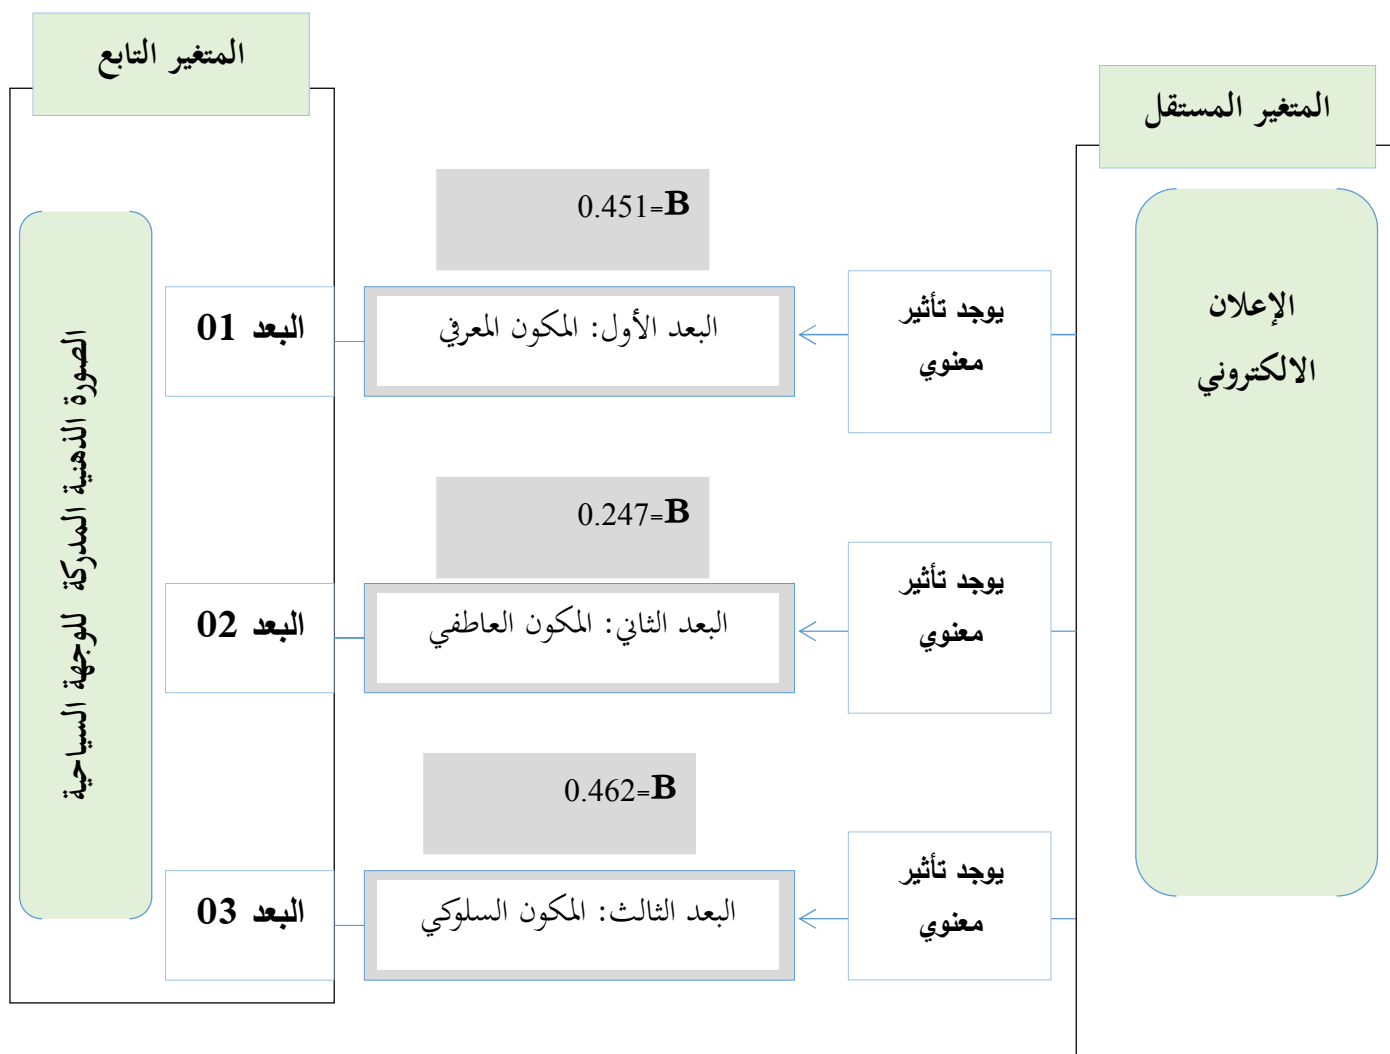 المتغير التابع
المتغير المستقل
الإعلان
الالكتروني
0.451=B
يوجد تأثير
معنوي
البعد الأول: المكون المعرفي
البعد 01
0.247=B
يوجد تأثير
معنوي
البعد الثاني: المكون العاطفي
البعد 02
0.462=B
يوجد تأثير
معنوي
البعد الثالث: المكون السلوكي
البعد 03
الصورة الذهنية المدركة للوجهة السياحية